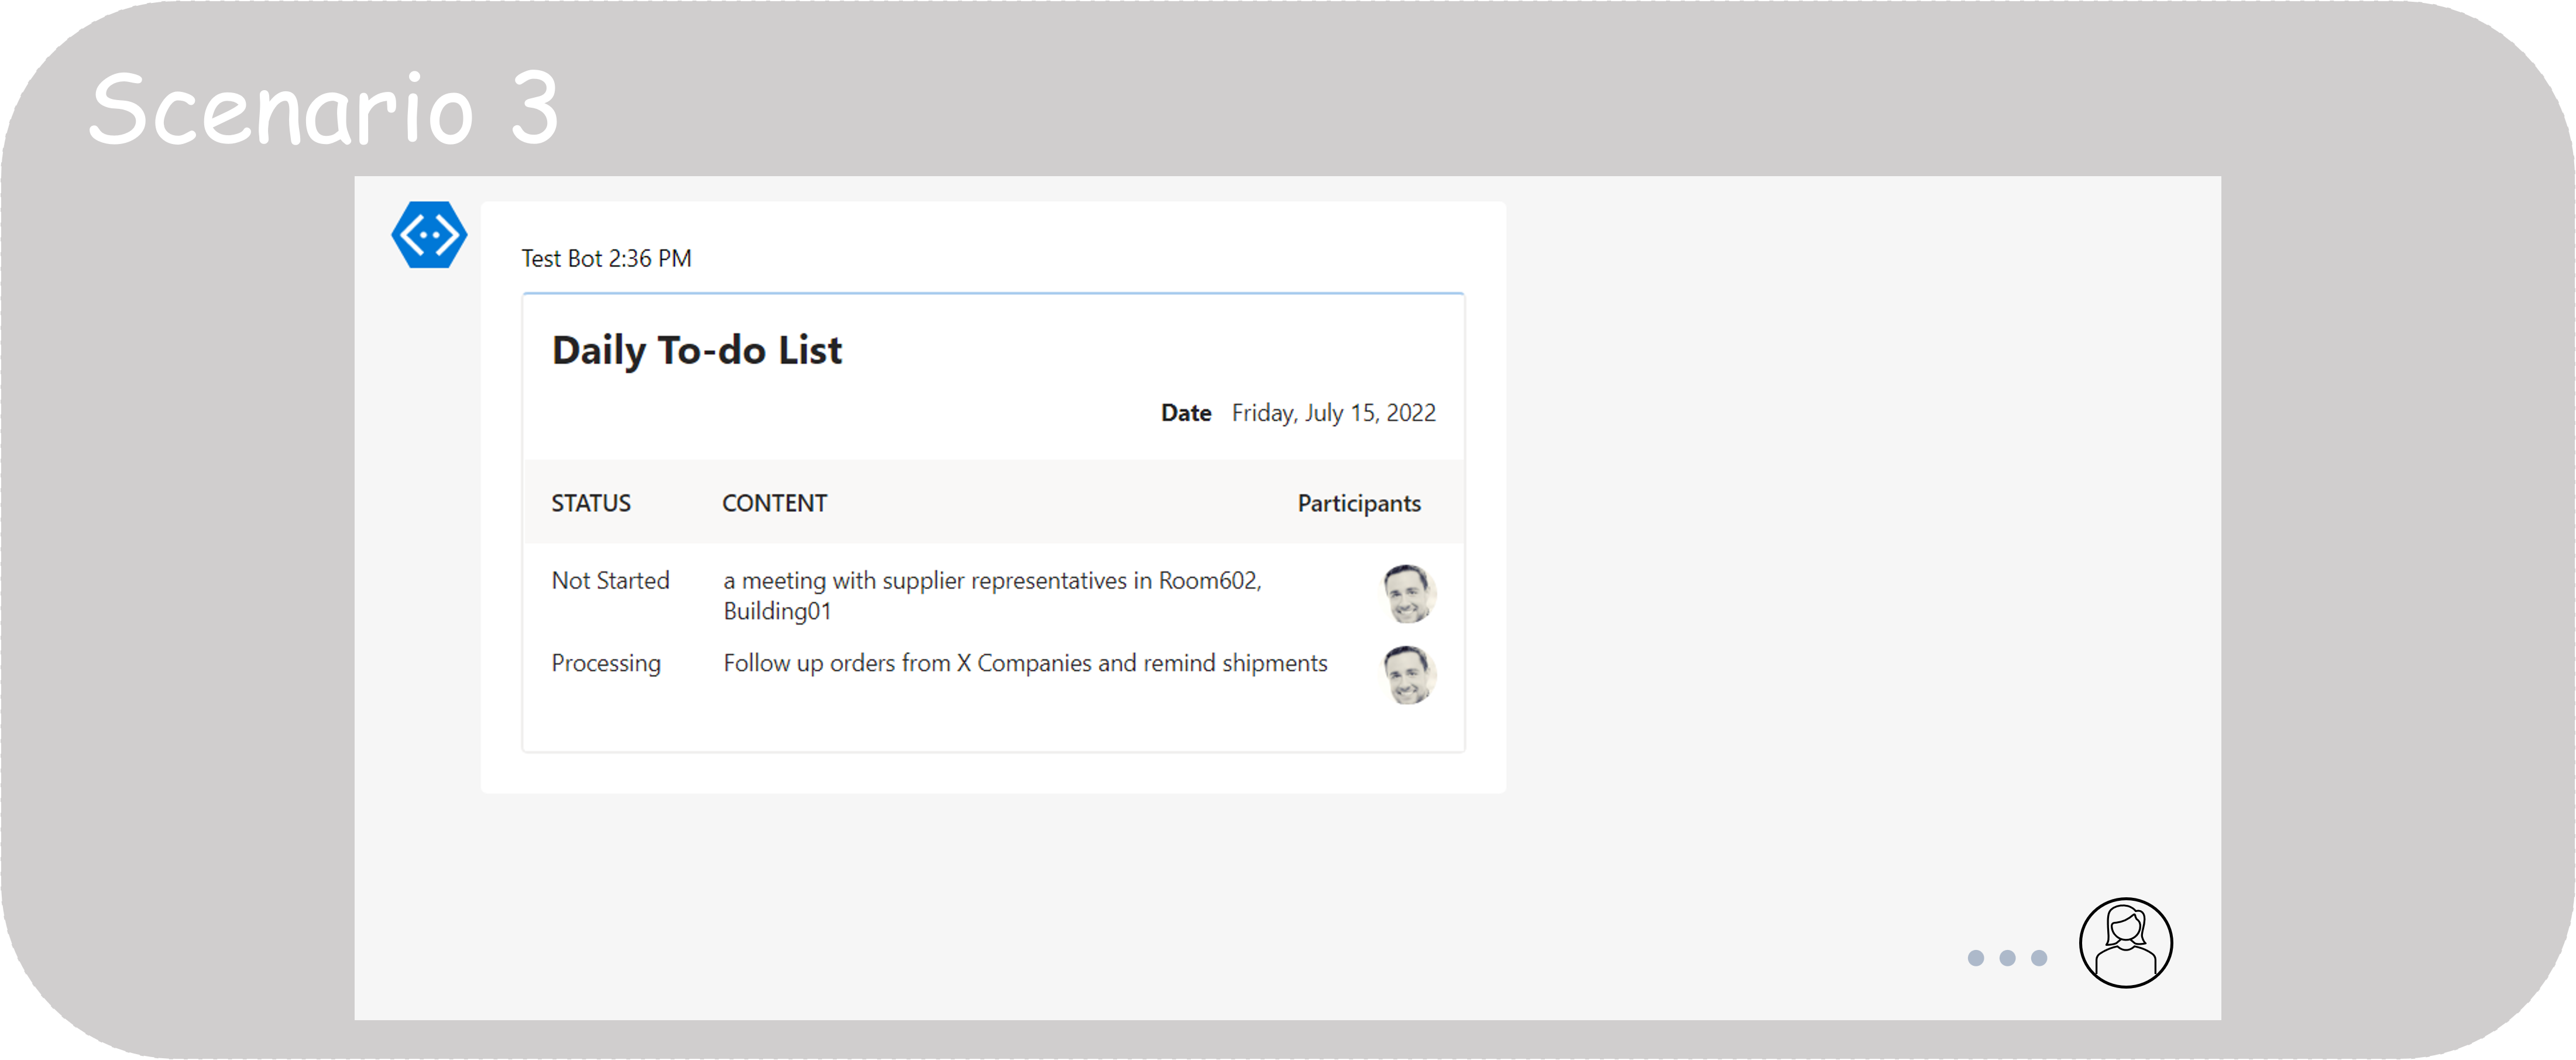 Scenario 3
Test Bot 2:36 PM
Daily To-do List
Date Friday, July 15, 2022
STATUS CONTENT Participants
Not Started a meeting with supplier representatives in Room602,
Building01
Processing Follow up orders from X Companies and remind shipments